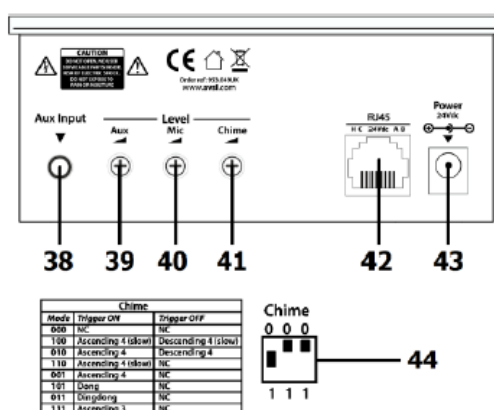 CAUTION
Order ref: 953.049UK
www.avsl.com
Aux Input
Level
Aux
Mic
Chime
RJ45
H C 24Vdc A B
Power
24Vdc
38
39
40
41
42
43
Chime
Mode Trigger ON Trigger OFF
000 NC NC
100 Ascending 4 (slow) Descending 4 (slow)
010 Ascending 4 Descending 4
110 Ascending 4 (slow) NC
001 Ascending 4 NC
101 Dong NC
011 Dingdong NC
111 Ascending 3 NC
Chime
0 0 0
1 1 1
44